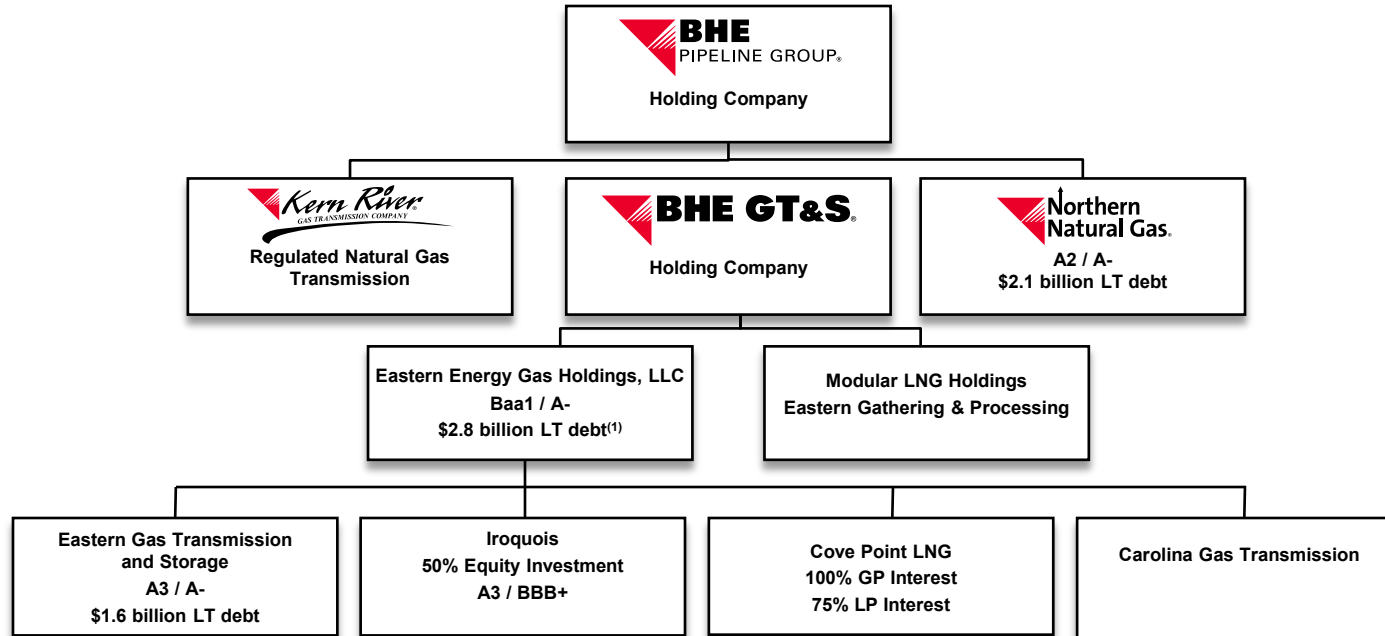 BHE
PIPELINE GROUP®
Holding Company
Kern River®
GAS TRANSMISSION COMPANY
Regulated Natural Gas
Transmission
BHE GT&S®
Holding Company
Northern
Natural Gas®
A2 / A-
$2.1 billion LT debt
Eastern Energy Gas Holdings, LLC
Baa1 / A-
$2.8 billion LT debt(1)
Modular LNG Holdings
Eastern Gathering & Processing
Eastern Gas Transmission
and Storage
A3 / A-
$1.6 billion LT debt
Iroquois
50% Equity Investment
A3 / BBB+
Cove Point LNG
100% GP Interest
75% LP Interest
Carolina Gas Transmission